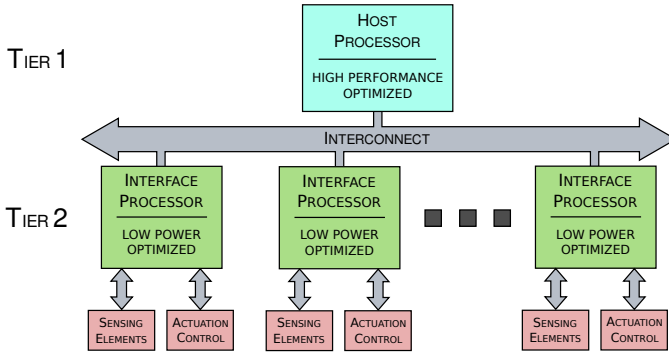 TIER 1
HOST
PROCESSOR
HIGH PERFORMANCE
OPTIMIZED
INTERCONNECT
TIER 2
INTERFACE
PROCESSOR
LOW POWER
OPTIMIZED
INTERFACE
PROCESSOR
LOW POWER
OPTIMIZED
INTERFACE
PROCESSOR
LOW POWER
OPTIMIZED
SENSING
ELEMENTS
ACTUATION
CONTROL
SENSING
ELEMENTS
ACTUATION
CONTROL
SENSING
ELEMENTS
ACTUATION
CONTROL